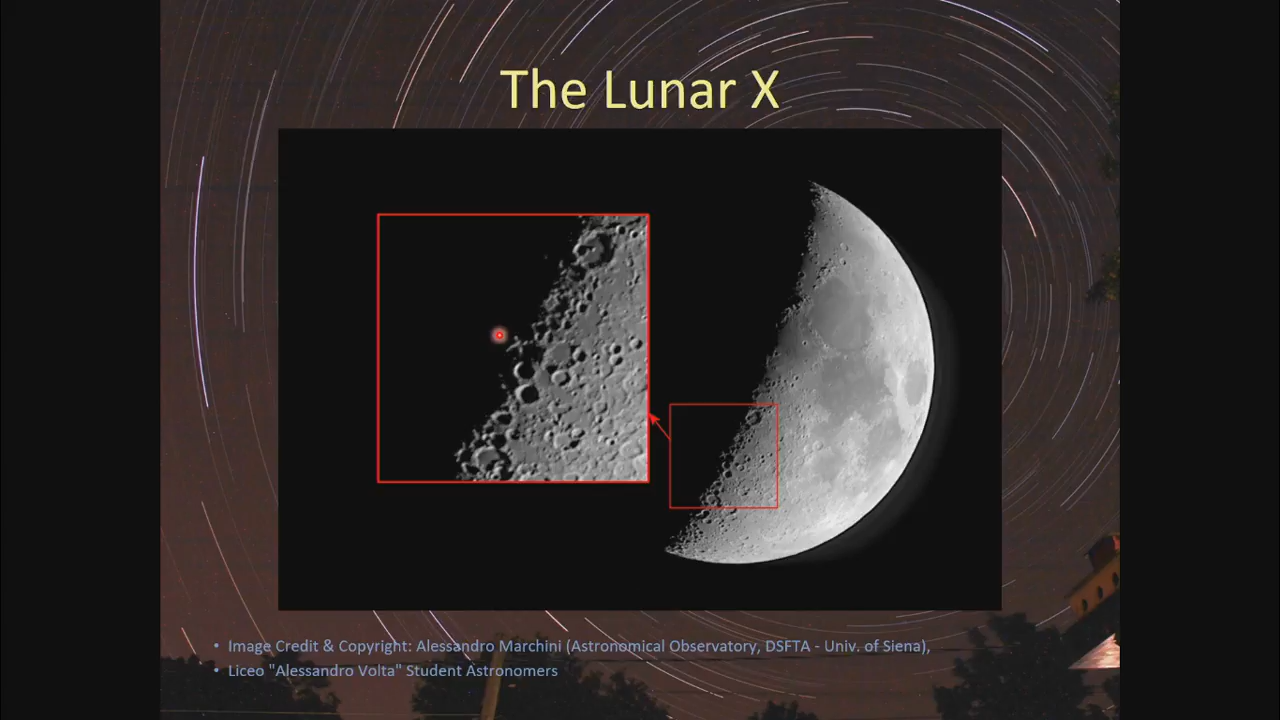 The Lunar X
• Image Credit & Copyright: Alessandro Marchini (Astronomical Observatory, DSFTA - Univ. of Siena),
• Liceo "Alessandro Volta" Student Astronomers